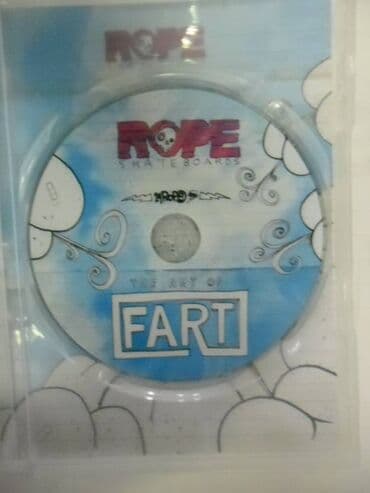 ROPE
ROPE
SKATEBOARDS
THE ART OF
FART